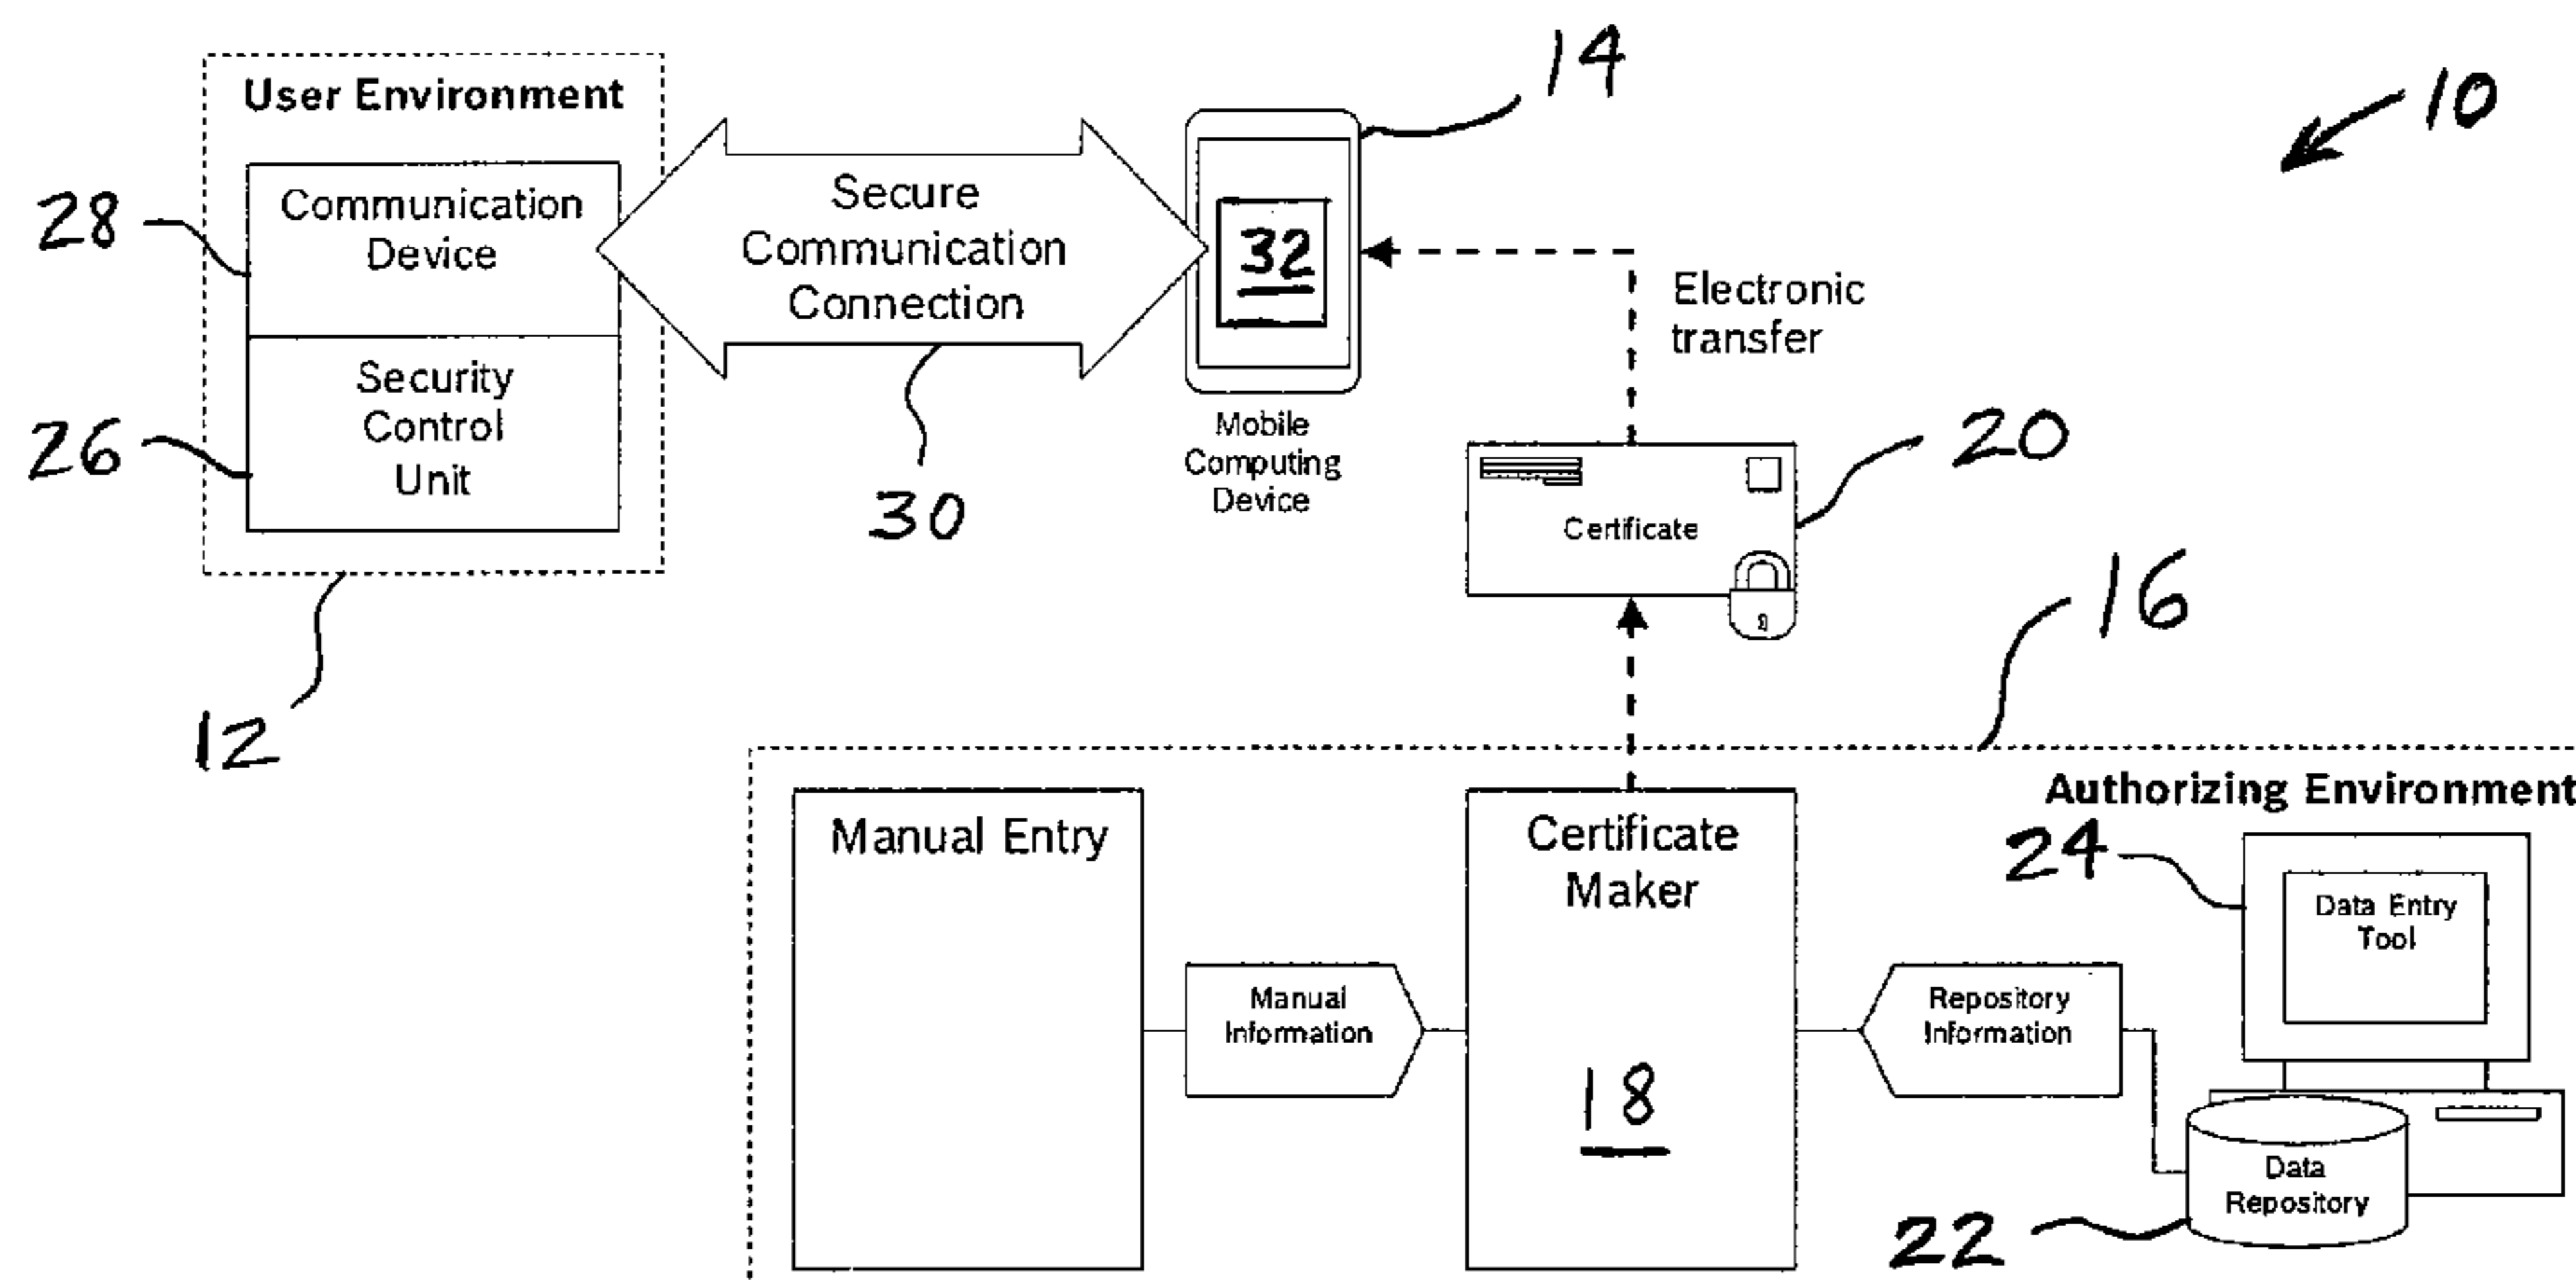 14
10
User Environment
28
Communication
Device
Secure
Communication
Connection
32
Electronic
transfer
Security
Control
Unit
26
30
Mobile
Computing
Device
Certificate
20
12
16
Authorizing Environment
Manual Entry
Certificate
Maker
18
24
Data Entry
Tool
Manual
Information
Repository
Information
Data
Repository
22